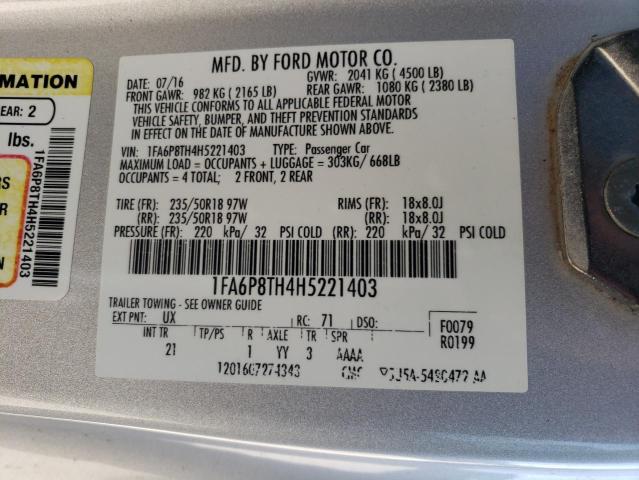 RMATION
EAR: 2
lbs.
RS
R
N
1FA6P8TH4H5221403
MFD. BY FORD MOTOR CO.
DATE: 07/16 GVWR: 2041 KG ( 4500 LB)
FRONT GAWR: 982 KG ( 2165 LB) REAR GAWR: 1080 KG ( 2380 LB)
THIS VEHICLE CONFORMS TO ALL APPLICABLE FEDERAL MOTOR
VEHICLE SAFETY, BUMPER, AND THEFT PREVENTION STANDARDS
IN EFFECT ON THE DATE OF MANUFACTURE SHOWN ABOVE.
VIN: 1FA6P8TH4H5221403 TYPE: Passenger Car
MAXIMUM LOAD = OCCUPANTS + LUGGAGE = 303KG/ 668LB
OCCUPANTS = 4 TOTAL; 2 FRONT, 2 REAR
TIRE (FR): 235/50R18 97W RIMS (FR): 18x8.0J
(RR): 235/50R18 97W (RR): 18x8.0J
PRESSURE (FR): 220 kPa/ 32 PSI COLD (RR): 220 kPa/ 32 PSI COLD
1FA6P8TH4H5221403
TRAILER TOWING - SEE OWNER GUIDE
EXT PNT: UX RC: 71 DSO: F0079
INT TR TP/PS R AXLE TR SPR R0199
21 1 YY 3 AAAA